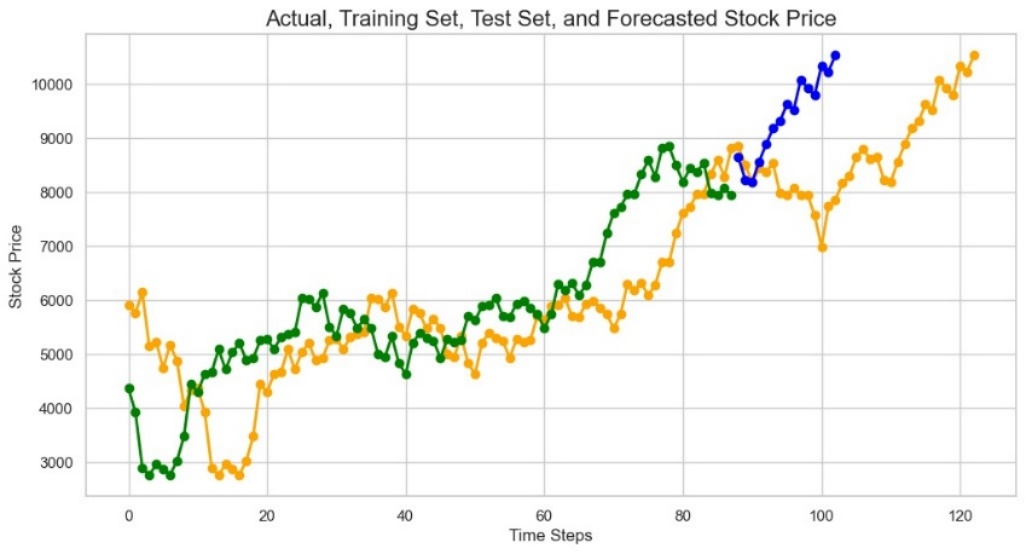 Actual, Training Set, Test Set, and Forecasted Stock Price
10000
9000
8000
7000
6000
5000
4000
3000
Stock Price
0 20 40 60 80 100 120
Time Steps